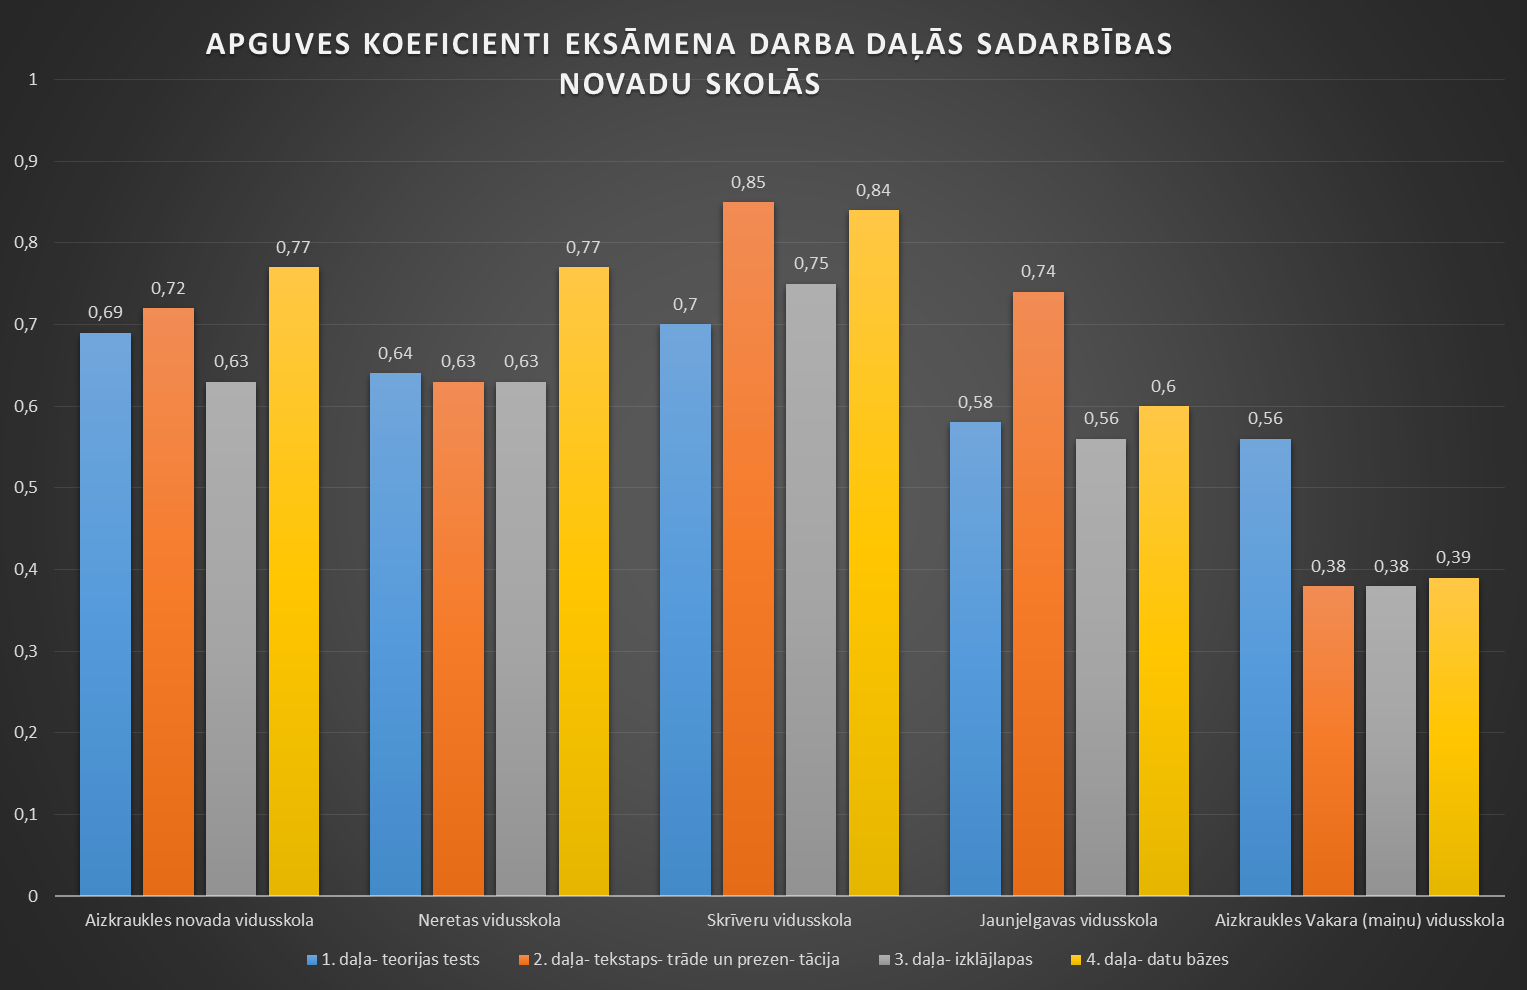 APGUVES KOEFICIENTI EKSĀMENA DARBA DAĻĀS SADARBĪBAS
NOVADU SKOLĀS
1
0,9
0,8
0,7
0,6
0,5
0,4
0,3
0,2
0,1
0
0,69
0,72
0,63
0,77
0,64
0,63
0,63
0,77
0,7
0,85
0,75
0,84
0,58
0,74
0,56
0,6
0,56
0,38
0,38
0,39
Aizkraukles novada vidusskola
Neretas vidusskola
Skrīveru vidusskola
Jaunjelgavas vidusskola
Aizkraukles Vakara (maiņu) vidusskola
1. daļa- teorijas tests
2. daļa- tekstaps- trāde un prezen- tācija
3. daļa- izklājlapas
4. daļa- datu bāzes